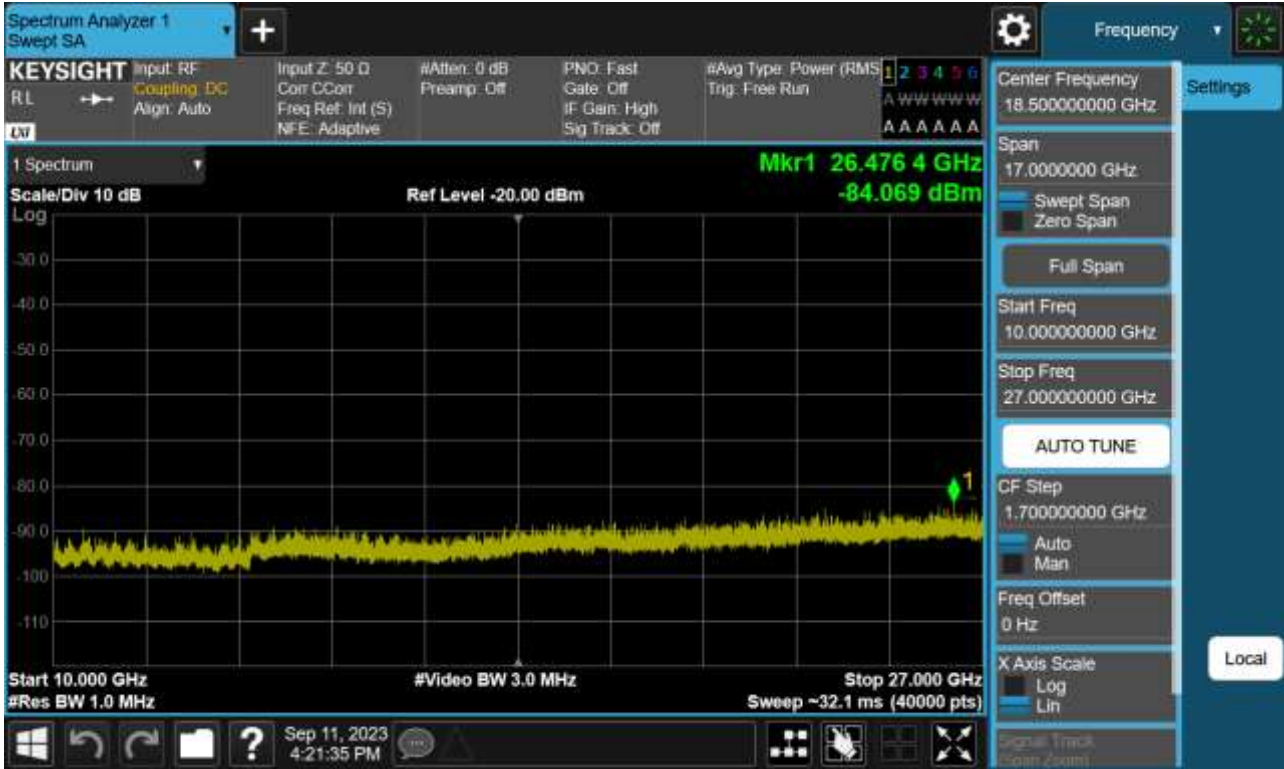 Spectrum Analyzer 1
Swept SA
+
Frequency
KEYSIGHT
RL
LXI
Input: RF
Coupling: DC
Align: Auto
Input Z: 50 Ω
Corr CCorr
Freq Ref: Int (S)
NFE: Adaptive
#Atten: 0 dB
Preamp: Off
PNO: Fast
Gate: Off
IF Gain: High
Sig Track: Off
#Avg Type: Power (RMS
Trig: Free Run
1 2 3 4 5 6
A W W W W W
A A A A A A
1 Spectrum
Scale/Div 10 dB
Log
Ref Level -20.00 dBm
Mkr1 26.476 4 GHz
-84.069 dBm
-30.0
-40.0
-50.0
-60.0
-70.0
-80.0
-90.0
-100
-110
1
Start 10.000 GHz
#Res BW 1.0 MHz
#Video BW 3.0 MHz
Stop 27.000 GHz
Sweep ~32.1 ms (40000 pts)
Center Frequency
18.500000000 GHz
Span
17.0000000 GHz
Swept Span
Zero Span
Full Span
Start Freq
10.000000000 GHz
Stop Freq
27.000000000 GHz
AUTO TUNE
CF Step
1.700000000 GHz
Auto
Man
Freq Offset
0 Hz
X Axis Scale
Log
Lin
Signal Track
(Span Zoom)
Settings
Local
?
Sep 11, 2023
4:21:35 PM